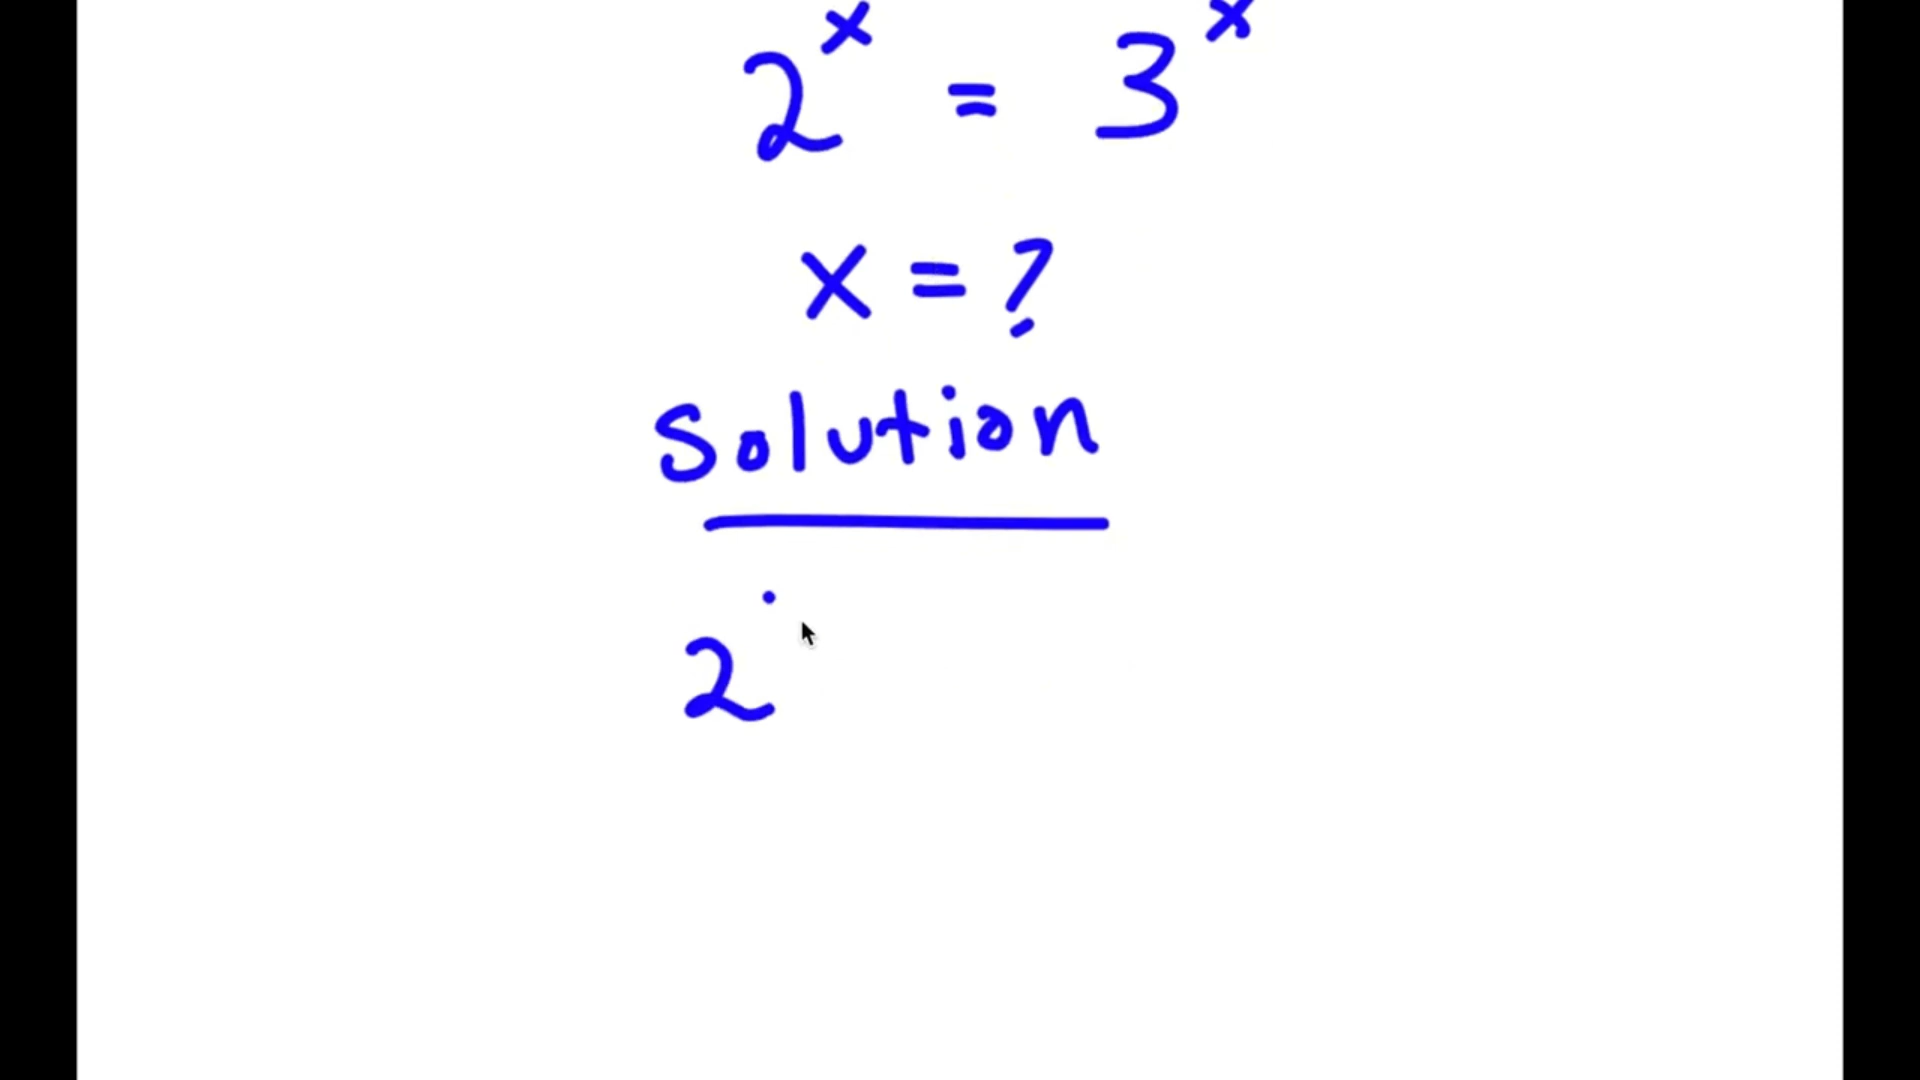 2^x = 3^x
x = ?
Solution
2